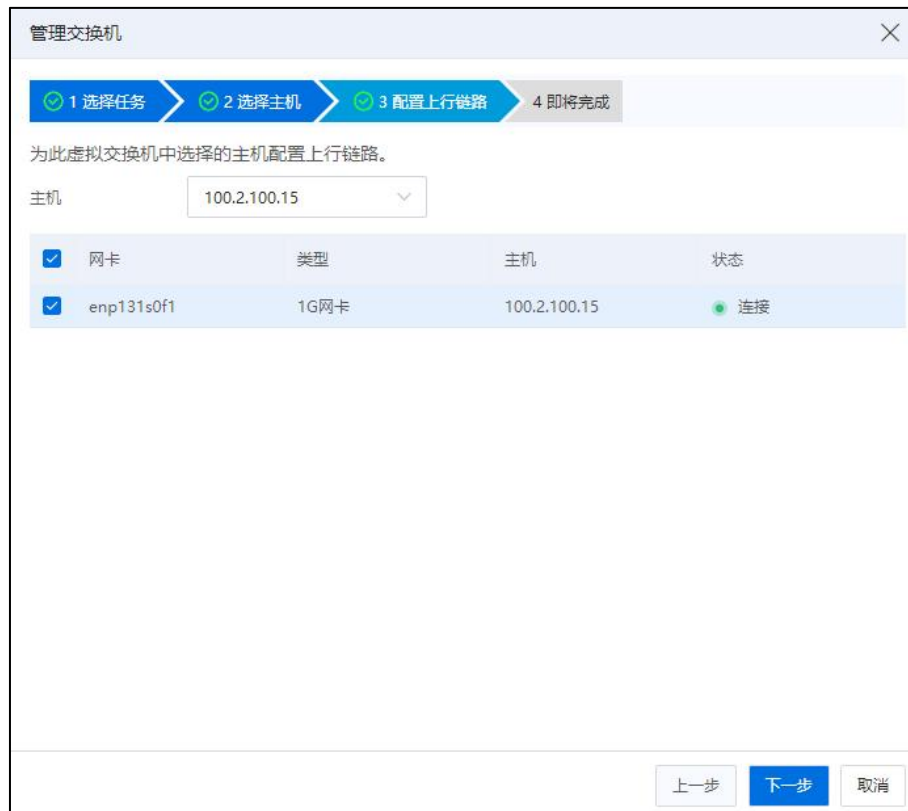 管理交换机
1 选择任务 2 选择主机 3 配置上行链路 4 即将完成
为此虚拟交换机中选择的主机配置上行链路。
主机 100.2.100.15
网卡 类型 主机 状态
enp131s0f1 1G网卡 100.2.100.15 连接
上一步 下一步 取消